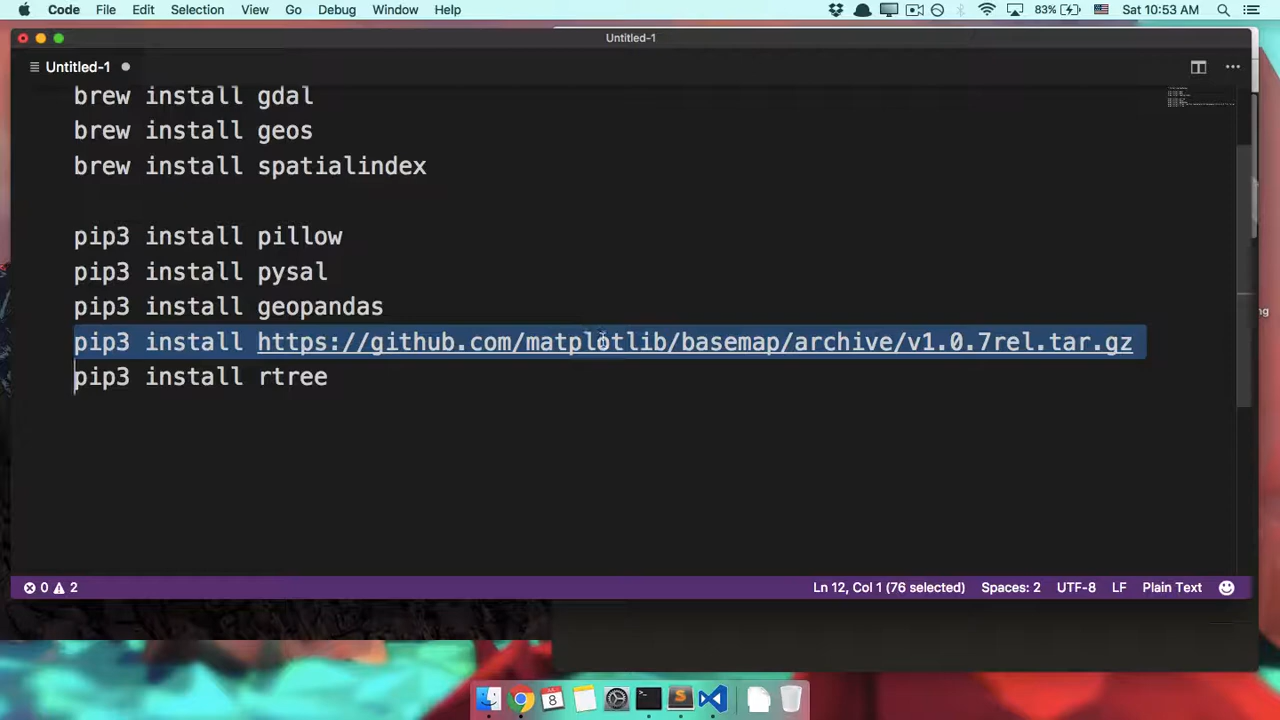 Code File Edit Selection View Go Debug Window Help 83% Sat 10:53 AM
Untitled-1
Untitled-1
brew install gdal
brew install geos
brew install spatialindex
pip3 install pillow
pip3 install pysal
pip3 install geopandas
pip3 install https://github.com/matplotlib/basemap/archive/v1.0.7rel.tar.gz
pip3 install rtree
ng
0 2 Ln 12, Col 1 (76 selected) Spaces: 2 UTF-8 LF Plain Text
8